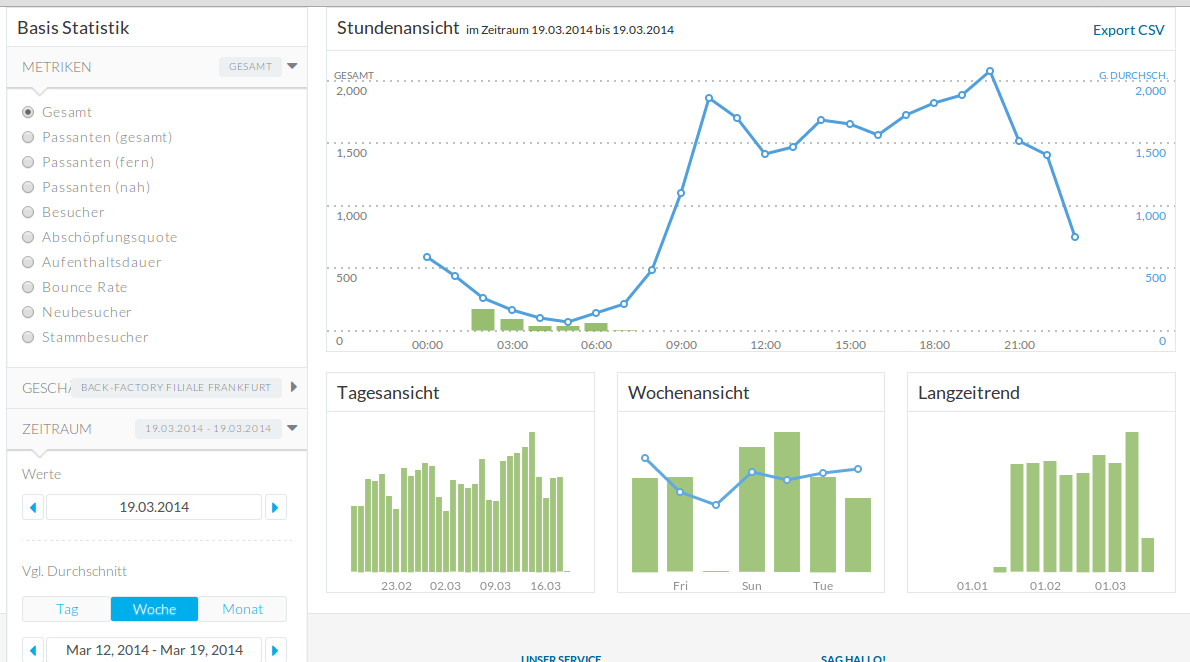 Basis Statistik
METRIKEN GESAMT
Gesamt
Passanten (gesamt)
Passanten (fern)
Passanten (nah)
Besucher
Abschöpfungsquote
Aufenthaltsdauer
Bounce Rate
Neubesucher
Stammbesucher
GESCHÄ BACK-FACTORY FILIALE FRANKFURT
ZEITRAUM 19.03.2014 - 19.03.2014
Werte
19.03.2014
Vgl. Durchschnitt
Tag Woche Monat
Mar 12, 2014 - Mar 19, 2014
Stundenansicht im Zeitraum 19.03.2014 bis 19.03.2014 Export CSV
GESAMT G. DURCHSCH.
2,000 2,000
1,500 1,500
1,000 1,000
500 500
0 0
00:00 03:00 06:00 09:00 12:00 15:00 18:00 21:00
Tagesansicht
23.02 02.03 09.03 16.03
Wochenansicht
Fri Sun Tue
Langzeitrend
01.01 01.02 01.03
UNSER SERVICE SAG HALLO!